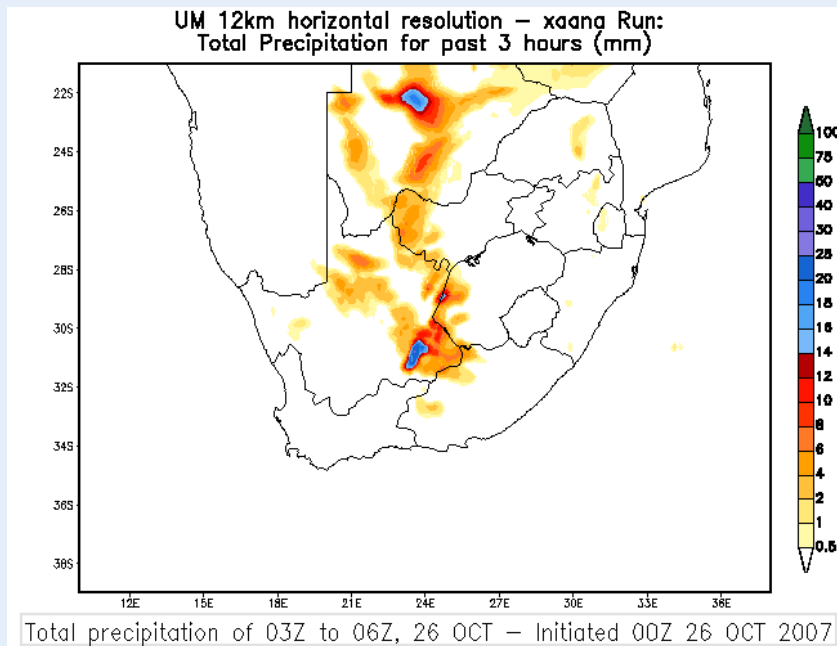 UM 12km horizontal resolution – xaana Run:
Total Precipitation for past 3 hours (mm)
22S
24S
26S
28S
30S
32S
34S
36S
38S
12E 15E 18E 21E 24E 27E 30E 33E 36E
100
75
50
40
30
25
20
18
16
14
12
10
8
6
4
2
1
0.5
Total precipitation of 03Z to 06Z, 26 OCT – Initiated 00Z 26 OCT 2007